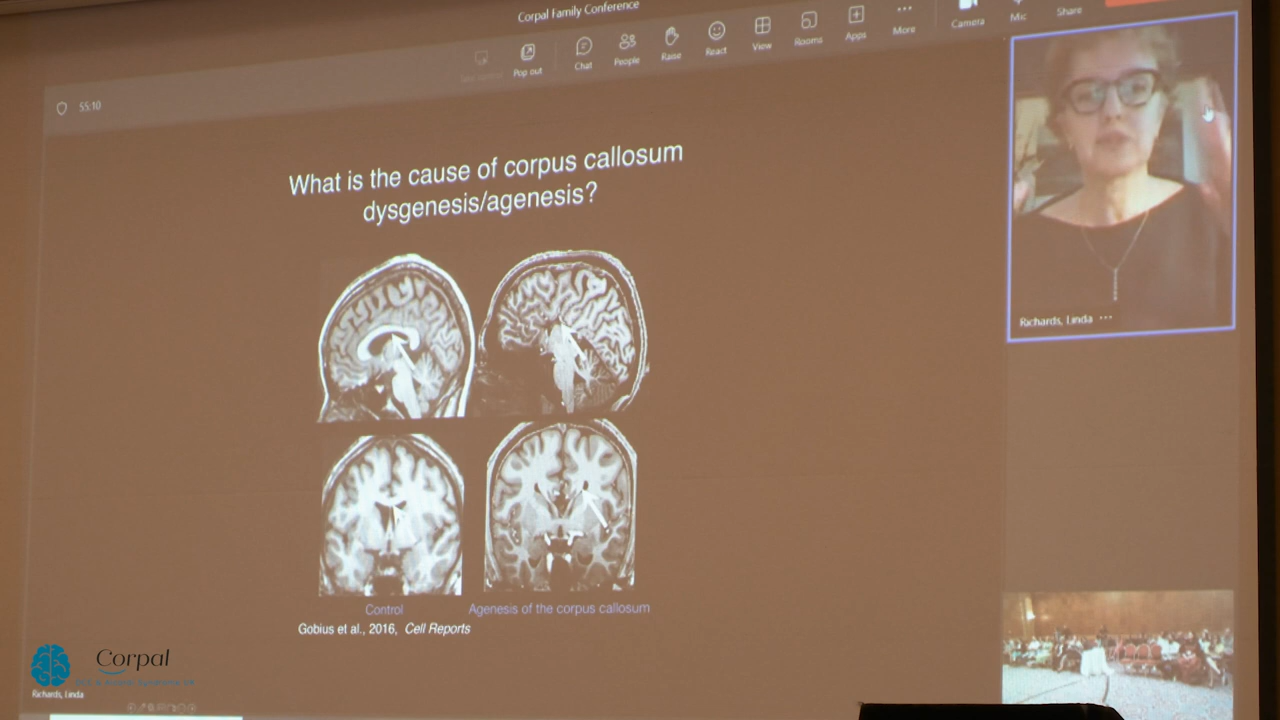 Corpal Family Conference
Pop out
Chat
People
Raise
React
View
Rooms
Apps
More
Camera
Mic
Share
55:10
What is the cause of corpus callosum
dysgenesis/agenesis?
Richards, Linda
Control
Agenesis of the corpus callosum
Gobius et al., 2016, Cell Reports
Corpal
Richards, Linda